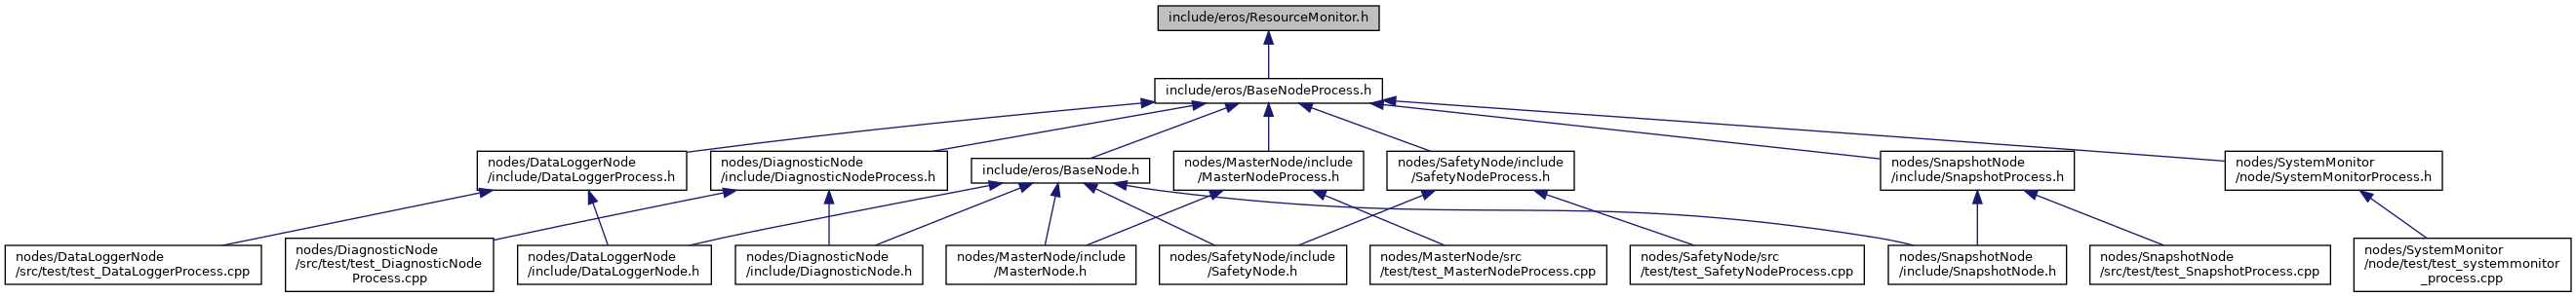 include/eros/ResourceMonitor.h
include/eros/BaseNodeProcess.h
nodes/DataLoggerNode
/include/DataLoggerProcess.h
nodes/DiagnosticNode
/include/DiagnosticNodeProcess.h
include/eros/BaseNode.h
nodes/MasterNode/include
/MasterNodeProcess.h
nodes/SafetyNode/include
/SafetyNodeProcess.h
nodes/SnapshotNode
/include/SnapshotProcess.h
nodes/SystemMonitor
/node/SystemMonitorProcess.h
nodes/DataLoggerNode
/src/test/test_DataLoggerProcess.cpp
nodes/DiagnosticNode
/src/test/test_DiagnosticNode
Process.cpp
nodes/DataLoggerNode
/include/DataLoggerNode.h
nodes/DiagnosticNode
/include/DiagnosticNode.h
nodes/MasterNode/include
/MasterNode.h
nodes/SafetyNode/include
/SafetyNode.h
nodes/MasterNode/src
/test/test_MasterNodeProcess.cpp
nodes/SafetyNode/src
/test/test_SafetyNodeProcess.cpp
nodes/SnapshotNode
/include/SnapshotNode.h
nodes/SnapshotNode
/src/test/test_SnapshotProcess.cpp
nodes/SystemMonitor
/node/test/test_systemmonitor
_process.cpp